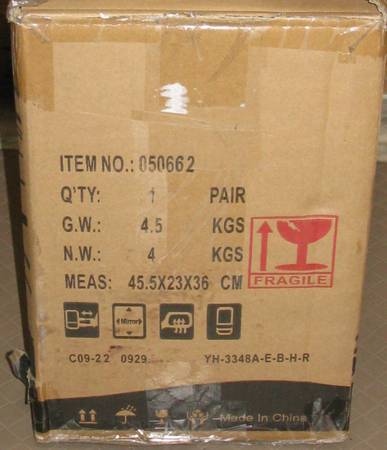 ITEM NO.: 050662
Q'TY: 1 PAIR
G.W.: 4.5 KGS
N.W.: 4 KGS
MEAS: 45.5X23X36 CM
FRAGILE
Mirror
C09-22 0929 YH-3348A-E-B-H-R
Made In China